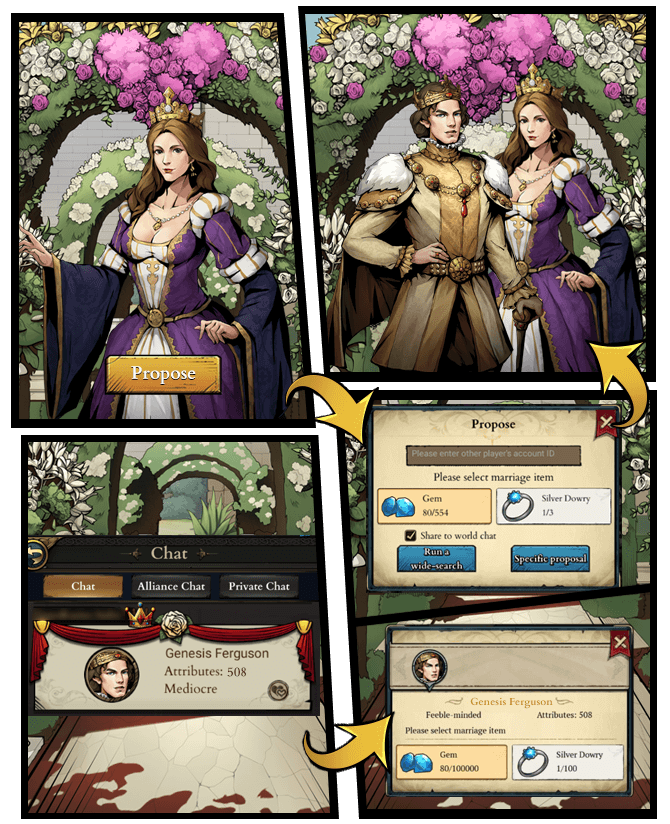 Propose
Propose
Please enter other player's account ID
Please select marriage item
Gem
80/554
Silver Dowry
1/3
Share to world chat
Run a
wide-search
Specific proposal
Chat
Chat
Alliance Chat
Private Chat
Genesis Ferguson
Attributes: 508
Mediocre
Genesis Ferguson
Feeble-minded
Attributes: 508
Please select marriage item
Gem
80/100000
Silver Dowry
1/100